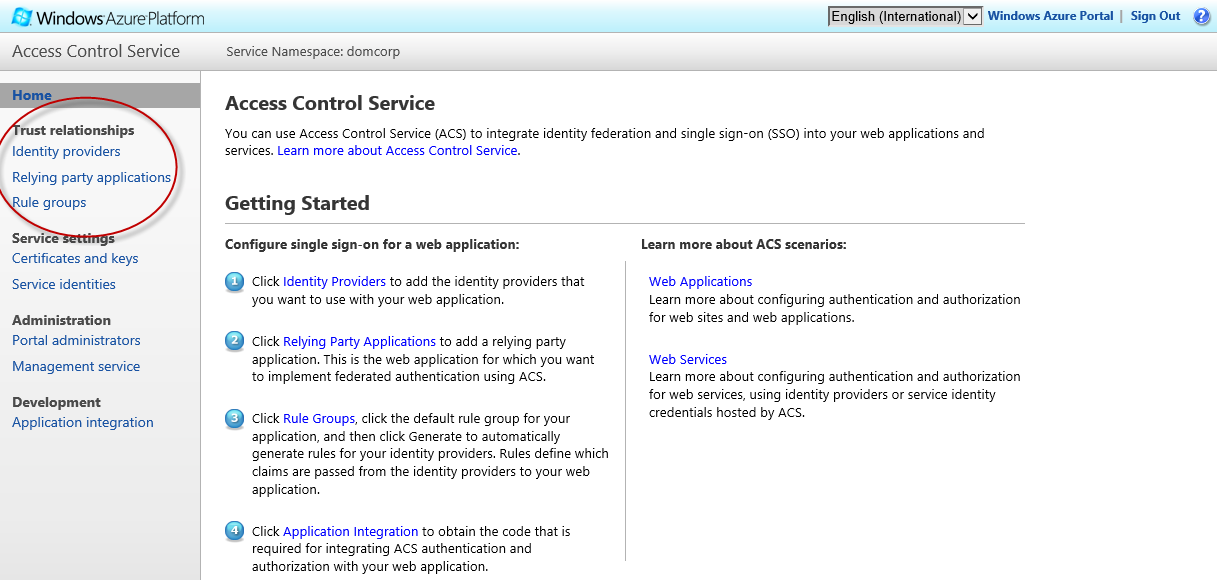 Windows Azure Platform
English (International)
Windows Azure Portal | Sign Out
?
Access Control Service
Service Namespace: domcorp
Home
Trust relationships
Identity providers
Relying party applications
Rule groups
Service settings
Certificates and keys
Service identities
Administration
Portal administrators
Management service
Development
Application integration
Access Control Service
You can use Access Control Service (ACS) to integrate identity federation and single sign-on (SSO) into your web applications and
services. Learn more about Access Control Service.
Getting Started
Configure single sign-on for a web application:
1 Click Identity Providers to add the identity providers that
you want to use with your web application.
2 Click Relying Party Applications to add a relying party
application. This is the web application for which you want
to implement federated authentication using ACS.
3 Click Rule Groups, click the default rule group for your
application, and then click Generate to automatically
generate rules for your identity providers. Rules define which
claims are passed from the identity providers to your web
application.
4 Click Application Integration to obtain the code that is
required for integrating ACS authentication and
authorization with your web application.
Learn more about ACS scenarios:
Web Applications
Learn more about configuring authentication and authorization
for web sites and web applications.
Web Services
Learn more about configuring authentication and authorization
for web services, using identity providers or service identity
credentials hosted by ACS.